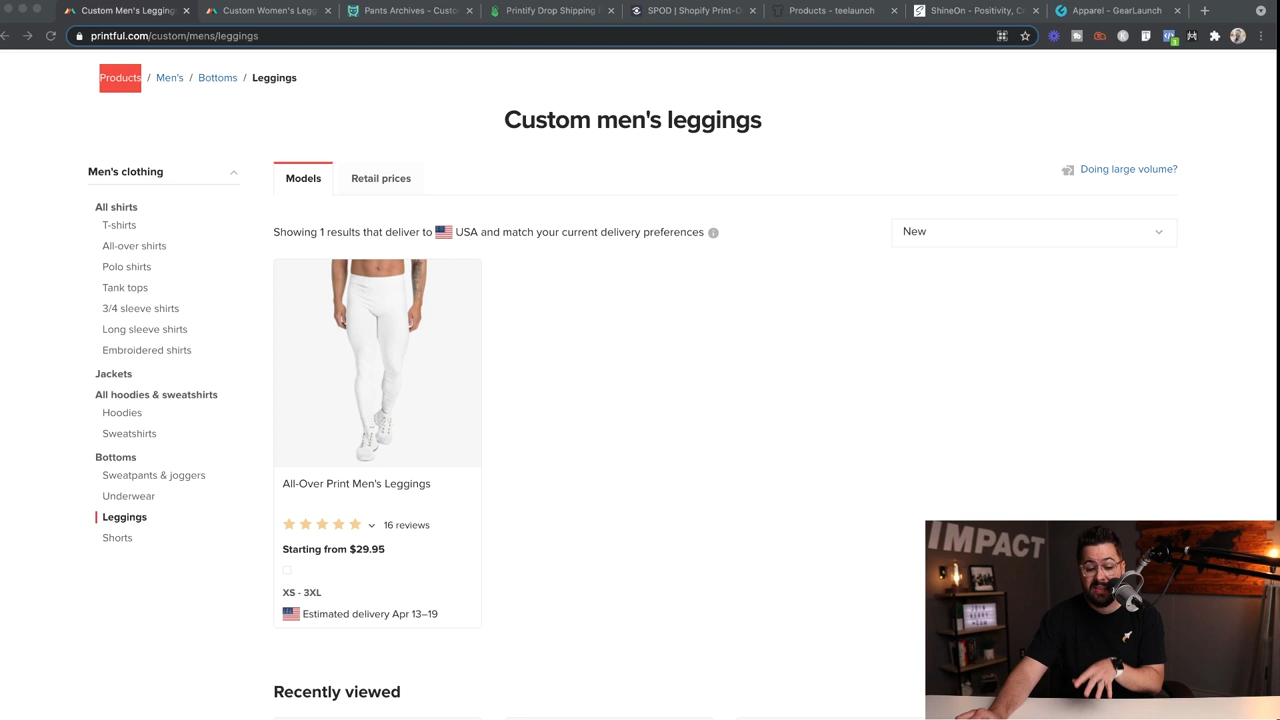 Custom Men's Legging
Custom Women's Legg
Pants Archives - Custo
Printify Drop Shipping
SPOD | Shopify Print-O
Products - teelaunch
ShineOn - Positivity, C
Apparel - GearLaunch
printful.com/custom/mens/leggings
Products / Men's / Bottoms / Leggings
Custom men's leggings
Men's clothing
All shirts
T-shirts
All-over shirts
Polo shirts
Tank tops
3/4 sleeve shirts
Long sleeve shirts
Embroidered shirts
Jackets
All hoodies & sweatshirts
Hoodies
Sweatshirts
Bottoms
Sweatpants & joggers
Underwear
Leggings
Shorts
Models
Retail prices
Doing large volume?
Showing 1 results that deliver to USA and match your current delivery preferences
New
All-Over Print Men's Leggings
16 reviews
Starting from $29.95
XS - 3XL
Estimated delivery Apr 13–19
Recently viewed
IMPACT